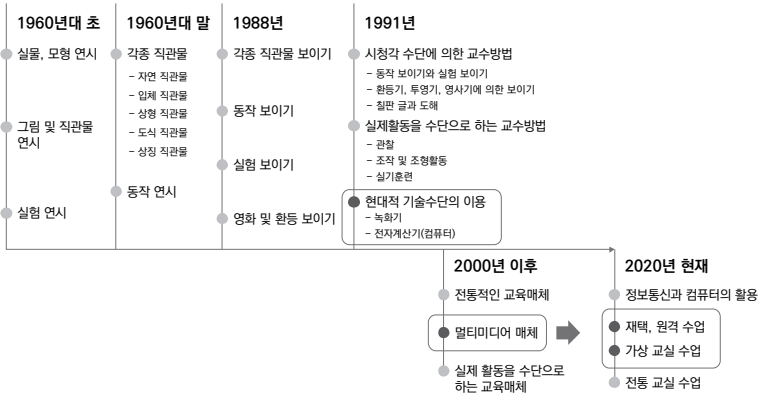 1960년대 초
실물, 모형 연시
그림 및 직관물
연시
실험 연시
1960년대 말
각종 직관물
- 자연 직관물
- 입체 직관물
- 상형 직관물
- 도식 직관물
- 상징 직관물
동작 연시
1988년
각종 직관물 보이기
동작 보이기
실험 보이기
영화 및 환등 보이기
1991년
시청각 수단에 의한 교수방법
- 동작 보이기와 실험 보이기
- 환등기, 투영기, 영사기에 의한 보이기
- 칠판 글과 도해
실제활동을 수단으로 하는 교수방법
- 관찰
- 조작 및 조형활동
- 실기훈련
현대적 기술수단의 이용
- 녹화기
- 전자계산기(컴퓨터)
2000년 이후
전통적인 교육매체
멀티미디어 매체
실제 활동을 수단으로
하는 교육매체
2020년 현재
정보통신과 컴퓨터의 활용
재택, 원격 수업
가상 교실 수업
전통 교실 수업